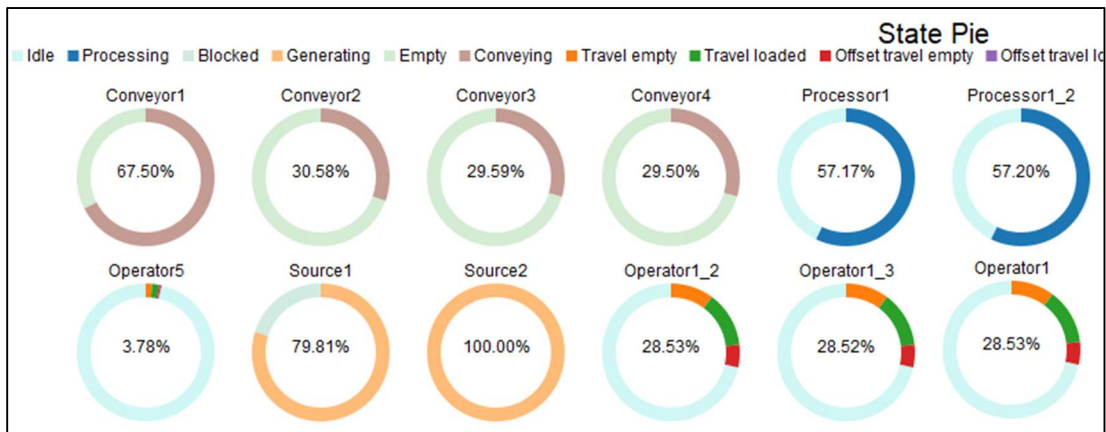 State Pie
Idle Processing Blocked Generating Empty Conveying Travel empty Travel loaded Offset travel empty Offset travel
Conveyor1 Conveyor2 Conveyor3 Conveyor4 Processor1 Processor1_2
67.50% 30.58% 29.59% 29.50% 57.17% 57.20%
Operator5 Source1 Source2 Operator1_2 Operator1_3 Operator1
3.78% 79.81% 100.00% 28.53% 28.52% 28.53%